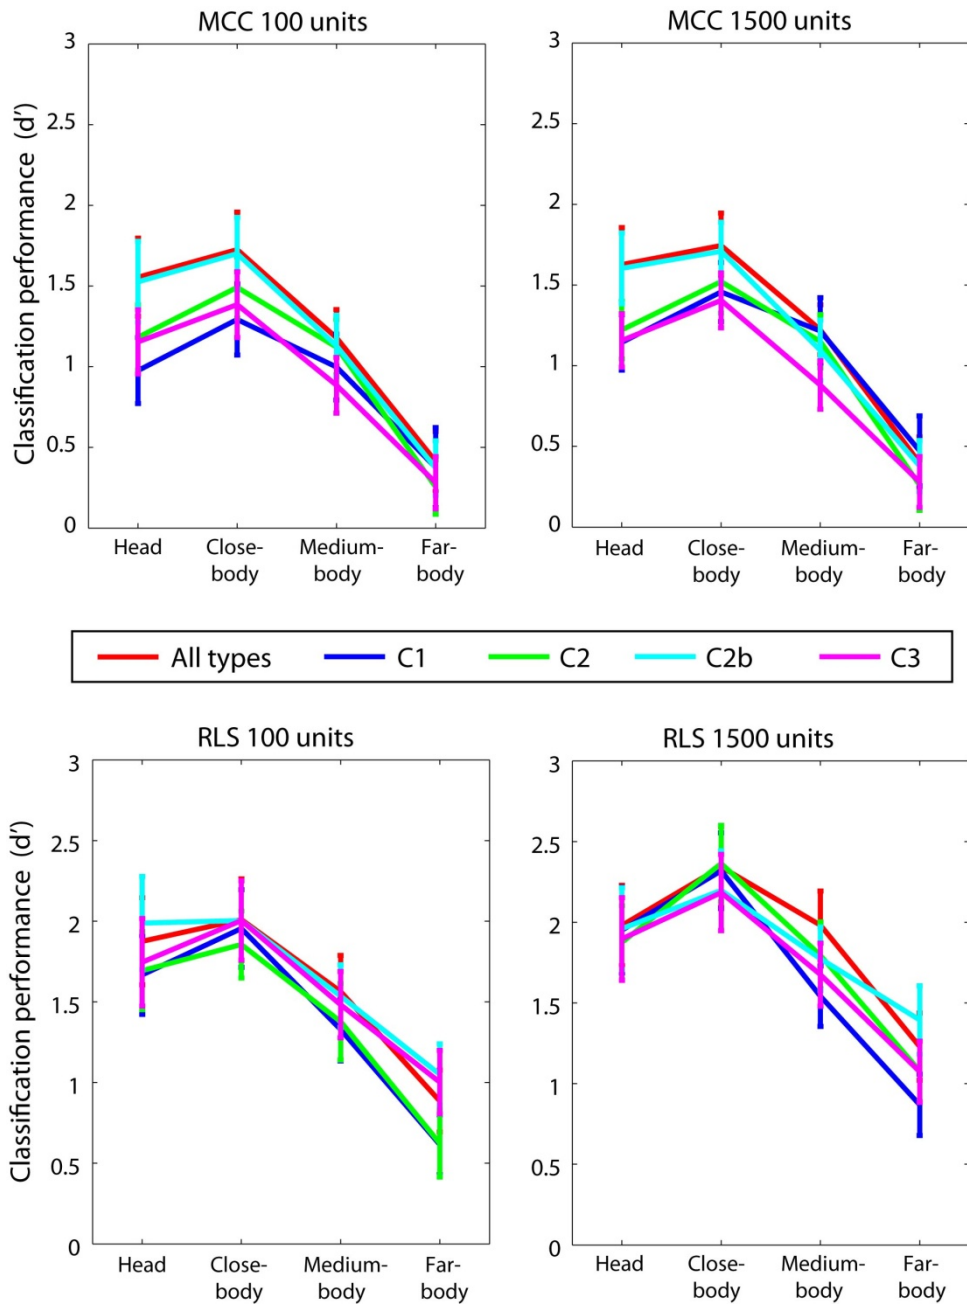 MCC 100 units
MCC 1500 units
Classification performance (d')
3
2.5
2
1.5
1
0.5
0
Head
Close-
body
Medium-
body
Far-
body
3
2.5
2
1.5
1
0.5
0
Head
Close-
body
Medium-
body
Far-
body
All types
C1
C2
C2b
C3
RLS 100 units
RLS 1500 units
Classification performance (d')
3
2.5
2
1.5
1
0.5
0
Head
Close-
body
Medium-
body
Far-
body
3
2.5
2
1.5
1
0.5
0
Head
Close-
body
Medium-
body
Far-
body